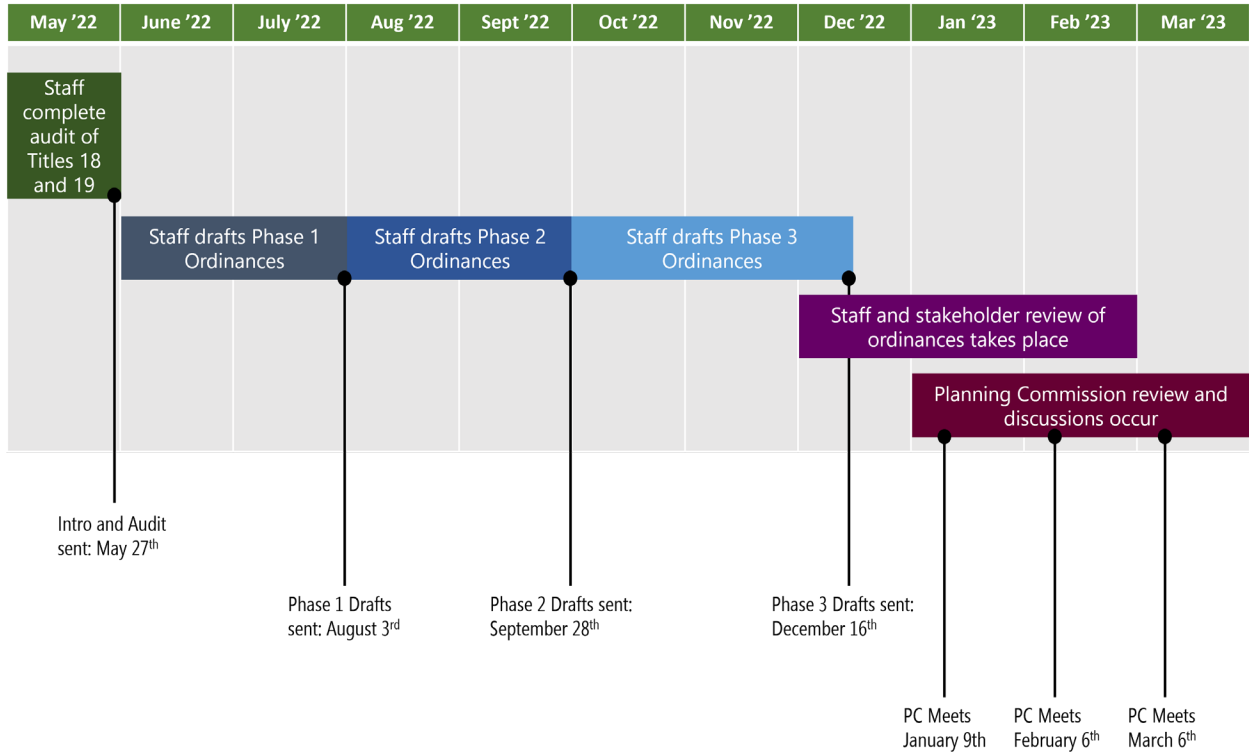 May ’22 June ’22 July ’22 Aug ’22 Sept ’22 Oct ’22 Nov ’22 Dec ’22 Jan ‘23 Feb ‘23 Mar ‘23
Staff
complete
audit of
Titles 18
and 19
Staff drafts Phase 1
Ordinances
Staff drafts Phase 2
Ordinances
Staff drafts Phase 3
Ordinances
Staff and stakeholder review of
ordinances takes place
Planning Commission review and
discussions occur
Intro and Audit
sent: May 27th
Phase 1 Drafts
sent: August 3rd
Phase 2 Drafts sent:
September 28th
Phase 3 Drafts sent:
December 16th
PC Meets
January 9th
PC Meets
February 6th
PC Meets
March 6th